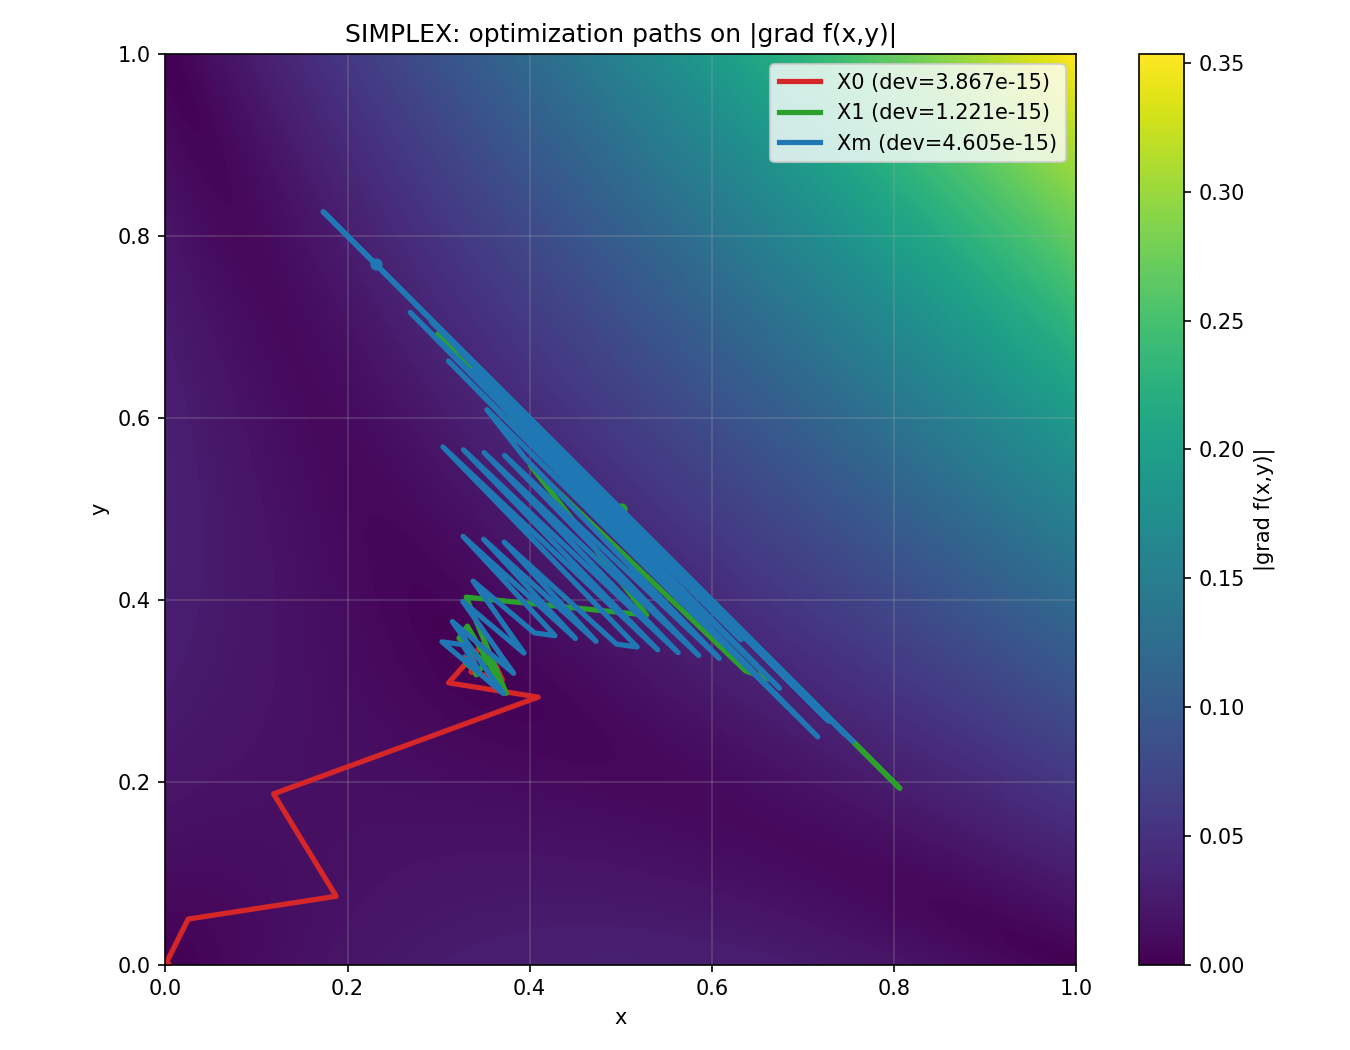 SIMPLEX: optimization paths on |grad f(x,y)|
X0 (dev=3.867e-15)
X1 (dev=1.221e-15)
Xm (dev=4.605e-15)
1.0
0.8
0.6
0.4
0.2
0.0
y
0.0 0.2 0.4 0.6 0.8 1.0
x
0.35
0.30
0.25
0.20
0.15
0.10
0.05
0.00
|grad f(x,y)|